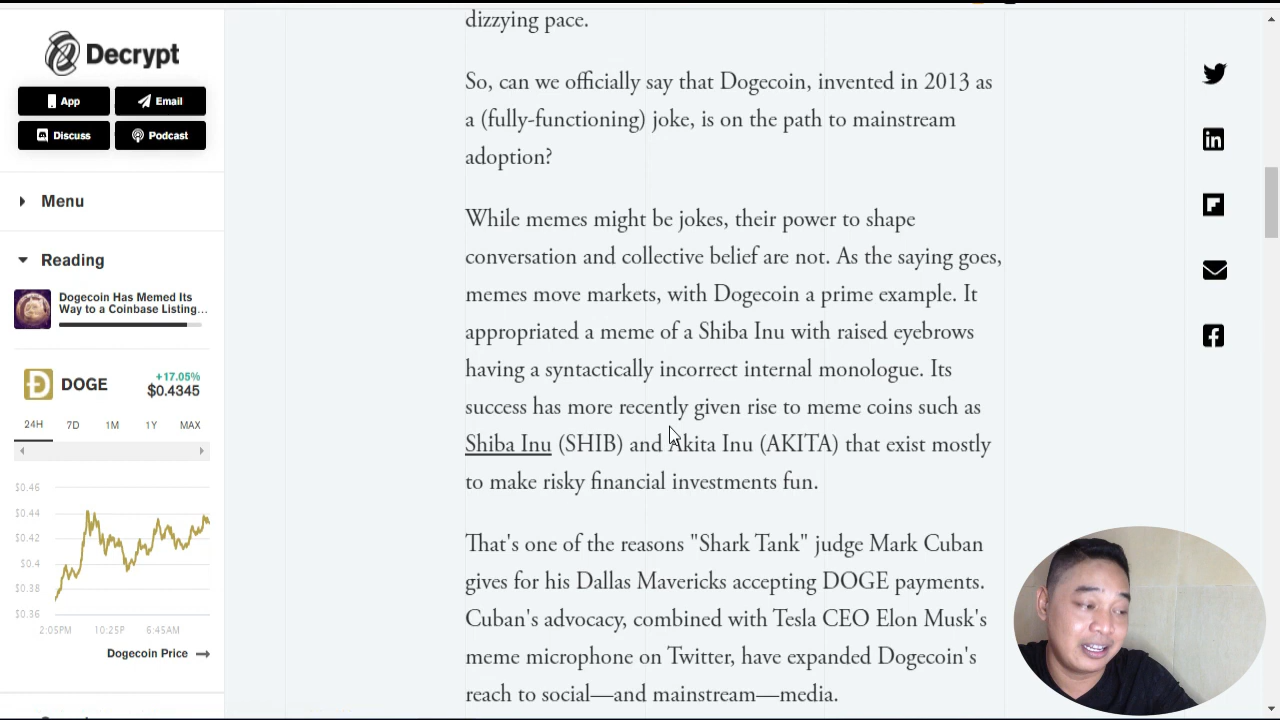 Decrypt
App
Email
Discuss
Podcast
Menu
Reading
Dogecoin Has Memed Its
Way to a Coinbase Listing...
DOGE
+17.05%
$0.4345
24H 7D 1M 1Y MAX
$0.46
$0.44
$0.42
$0.4
$0.38
$0.36
2:05PM 10:25P 6:45AM
Dogecoin Price
dizzying pace.
So, can we officially say that Dogecoin, invented in 2013 as
a (fully-functioning) joke, is on the path to mainstream
adoption?
While memes might be jokes, their power to shape
conversation and collective belief are not. As the saying goes,
memes move markets, with Dogecoin a prime example. It
appropriated a meme of a Shiba Inu with raised eyebrows
having a syntactically incorrect internal monologue. Its
success has more recently given rise to meme coins such as
Shiba Inu (SHIB) and Akita Inu (AKITA) that exist mostly
to make risky financial investments fun.
That's one of the reasons "Shark Tank" judge Mark Cuban
gives for his Dallas Mavericks accepting DOGE payments.
Cuban's advocacy, combined with Tesla CEO Elon Musk's
meme microphone on Twitter, have expanded Dogecoin's
reach to social—and mainstream—media.